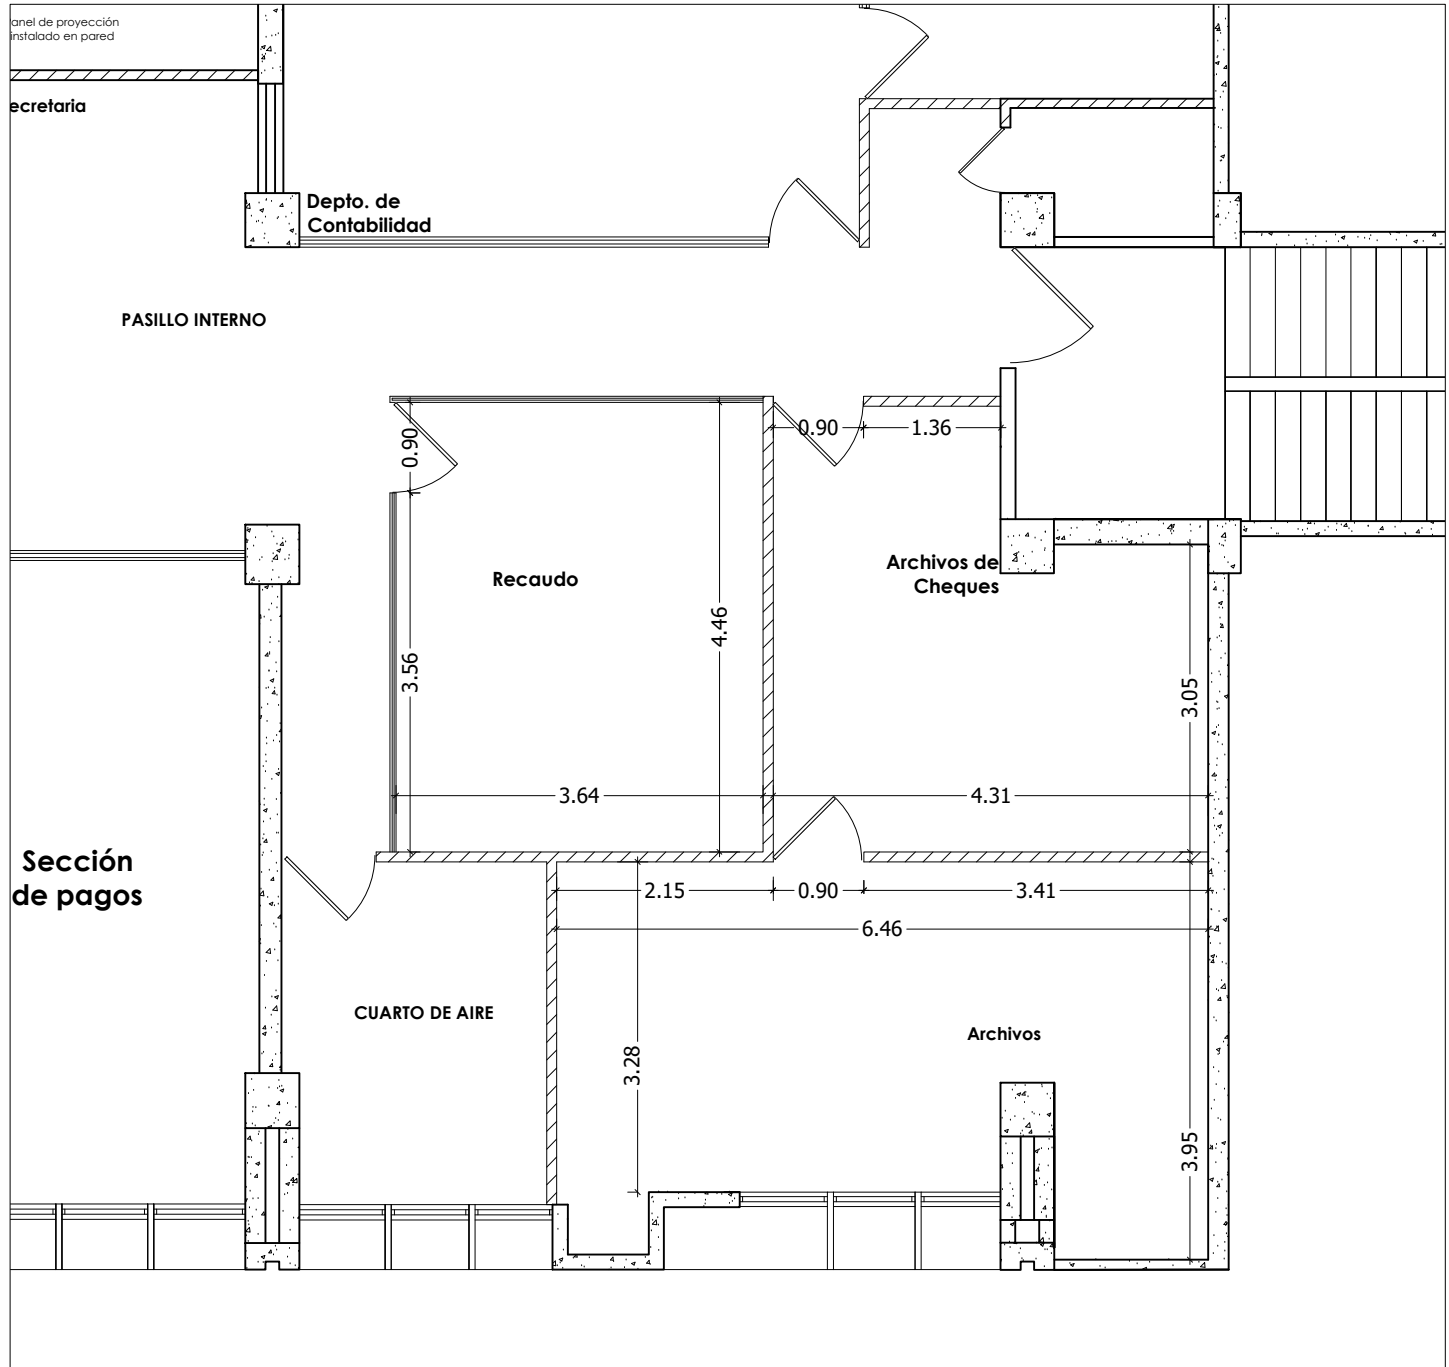 anel de proyección
instalado en pared
ecretaria
Depto. de
Contabilidad
PASILLO INTERNO
0.90
0.90
1.36
Archivos de
Cheques
Recaudo
4.46
3.56
3.05
3.64
4.31
Sección
de pagos
2.15
0.90
3.41
6.46
CUARTO DE AIRE
Archivos
3.28
3.95